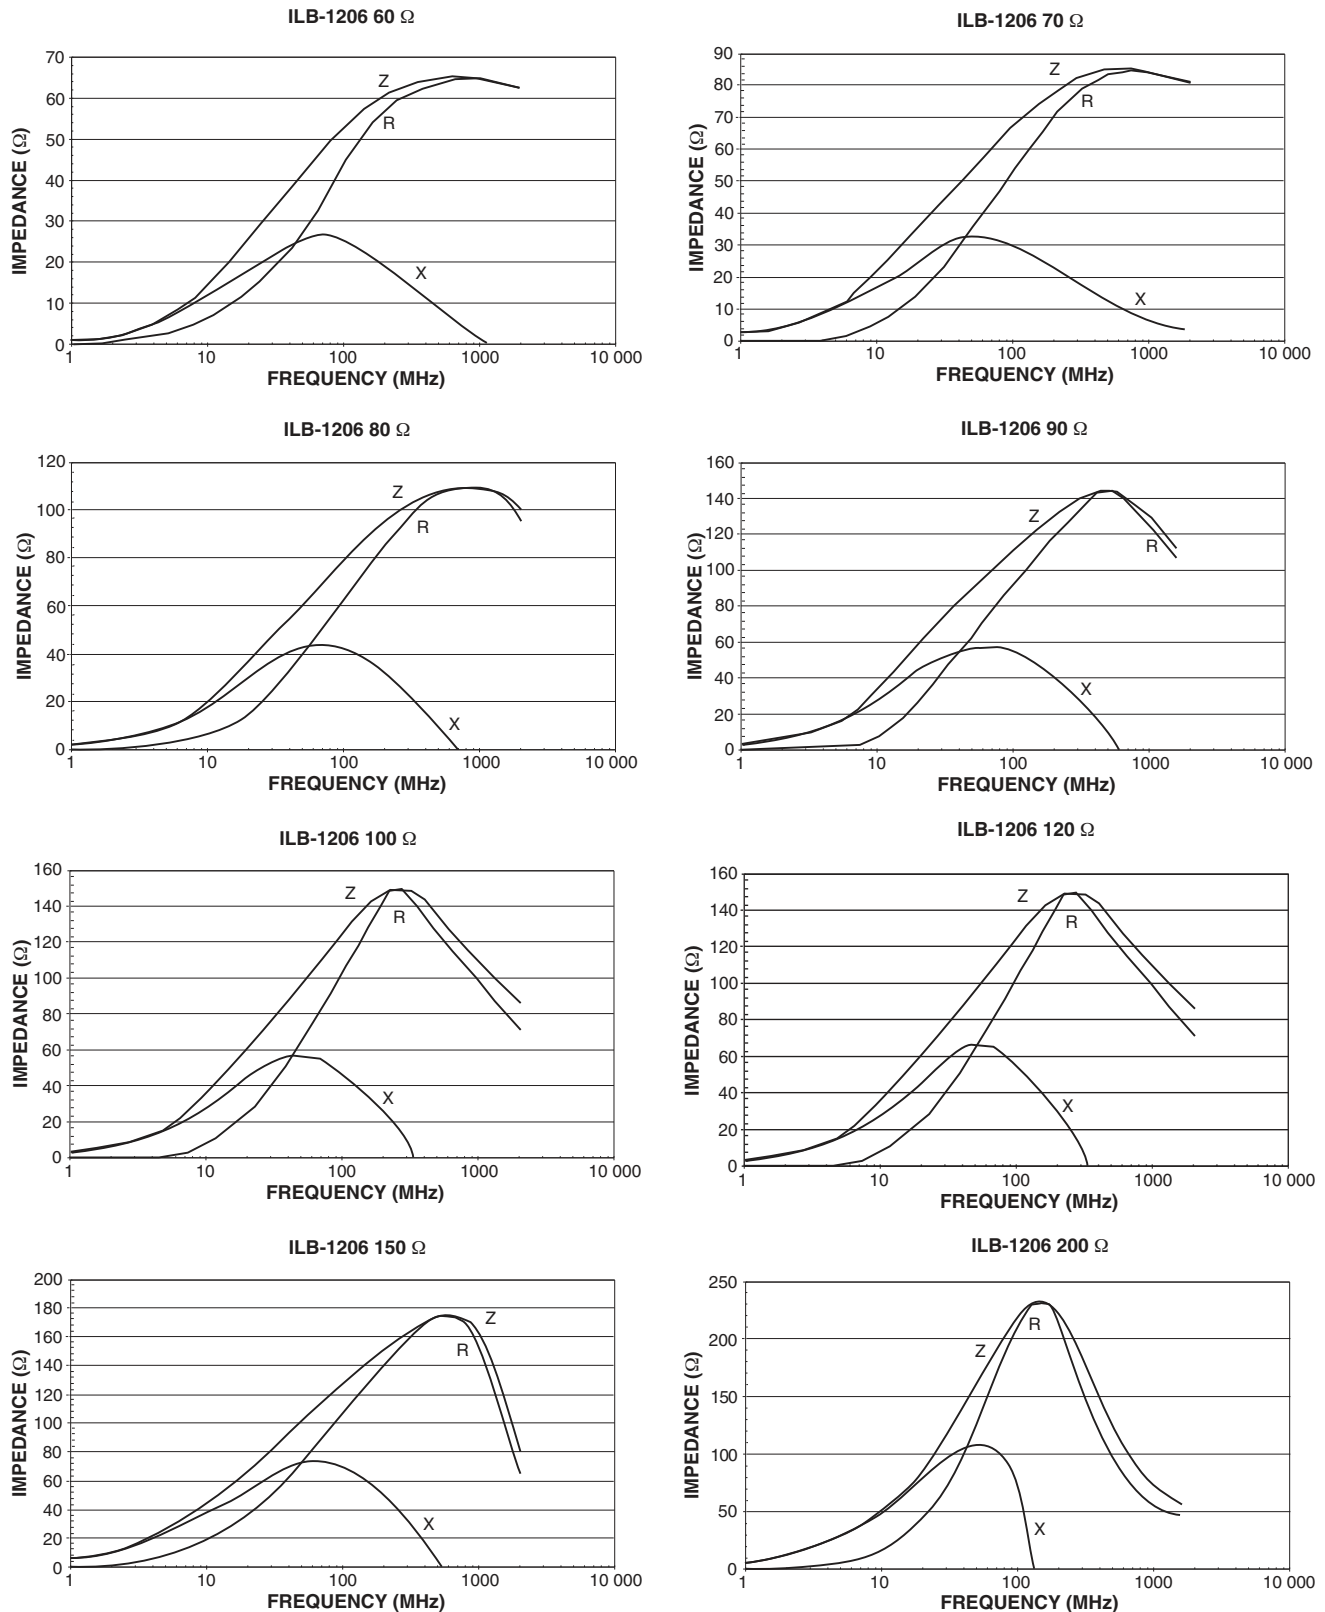 ILB-1206 60 Ω
IMPEDANCE (Ω)
70
60
50
40
30
20
10
0
Z
R
X
1
10
100
1000
10 000
FREQUENCY (MHz)
ILB-1206 70 Ω
IMPEDANCE (Ω)
90
80
70
60
50
40
30
20
10
0
Z
R
X
1
10
100
1000
10 000
FREQUENCY (MHz)
ILB-1206 80 Ω
IMPEDANCE (Ω)
120
100
80
60
40
20
0
Z
R
X
1
10
100
1000
10 000
FREQUENCY (MHz)
ILB-1206 90 Ω
IMPEDANCE (Ω)
160
140
120
100
80
60
40
20
0
Z
R
X
1
10
100
1000
10 000
FREQUENCY (MHz)
ILB-1206 100 Ω
IMPEDANCE (Ω)
160
140
120
100
80
60
40
20
0
Z
R
X
1
10
100
1000
10 000
FREQUENCY (MHz)
ILB-1206 120 Ω
IMPEDANCE (Ω)
160
140
120
100
80
60
40
20
0
Z
R
X
1
10
100
1000
10 000
FREQUENCY (MHz)
ILB-1206 150 Ω
IMPEDANCE (Ω)
200
180
160
140
120
100
80
60
40
20
0
Z
R
X
1
10
100
1000
10 000
FREQUENCY (MHz)
ILB-1206 200 Ω
IMPEDANCE (Ω)
250
200
150
100
50
0
R
Z
X
1
10
100
1000
10 000
FREQUENCY (MHz)